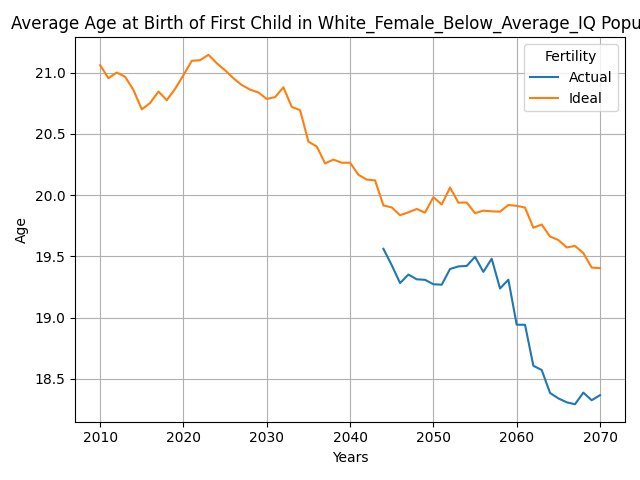 Average Age at Birth of First Child in White_Female_Below_Average_IQ Popu
Fertility
Actual
Ideal
21.0
20.5
20.0
19.5
19.0
18.5
Age
2010 2020 2030 2040 2050 2060 2070
Years